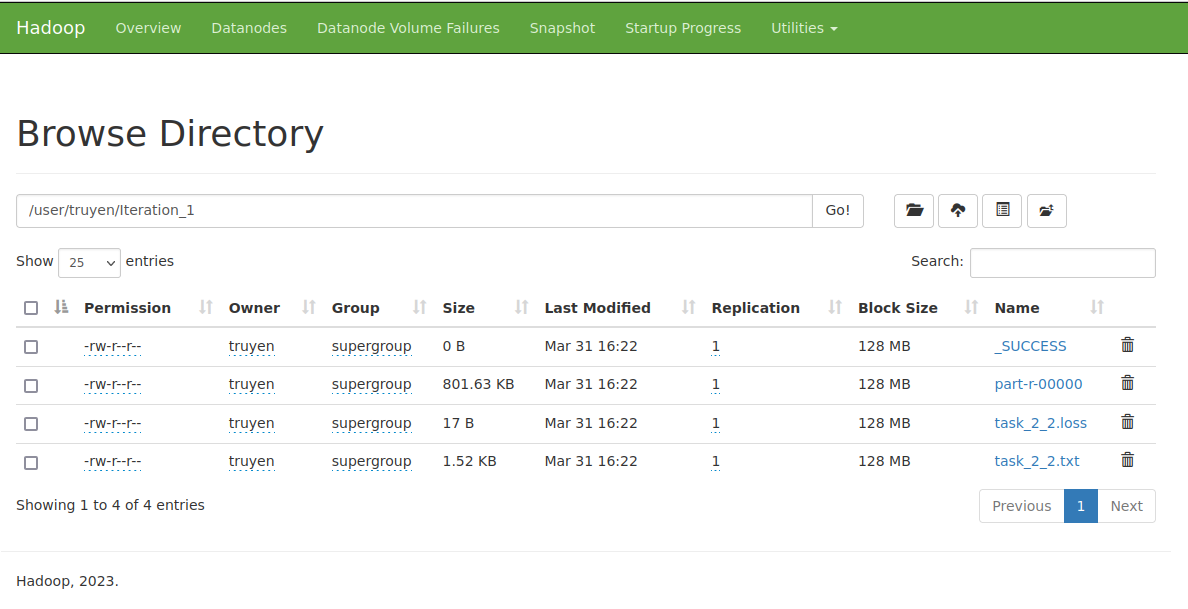 Hadoop Overview Datanodes Datanode Volume Failures Snapshot Startup Progress Utilities
Browse Directory
/user/truyen/Iteration_1 Go!
Show 25 entries Search:
Permission Owner Group Size Last Modified Replication Block Size Name
-rw-r--r-- truyen supergroup 0 B Mar 31 16:22 1 128 MB _SUCCESS
-rw-r--r-- truyen supergroup 801.63 KB Mar 31 16:22 1 128 MB part-r-00000
-rw-r--r-- truyen supergroup 17 B Mar 31 16:22 1 128 MB task_2_2.loss
-rw-r--r-- truyen supergroup 1.52 KB Mar 31 16:22 1 128 MB task_2_2.txt
Showing 1 to 4 of 4 entries Previous 1 Next
Hadoop, 2023.